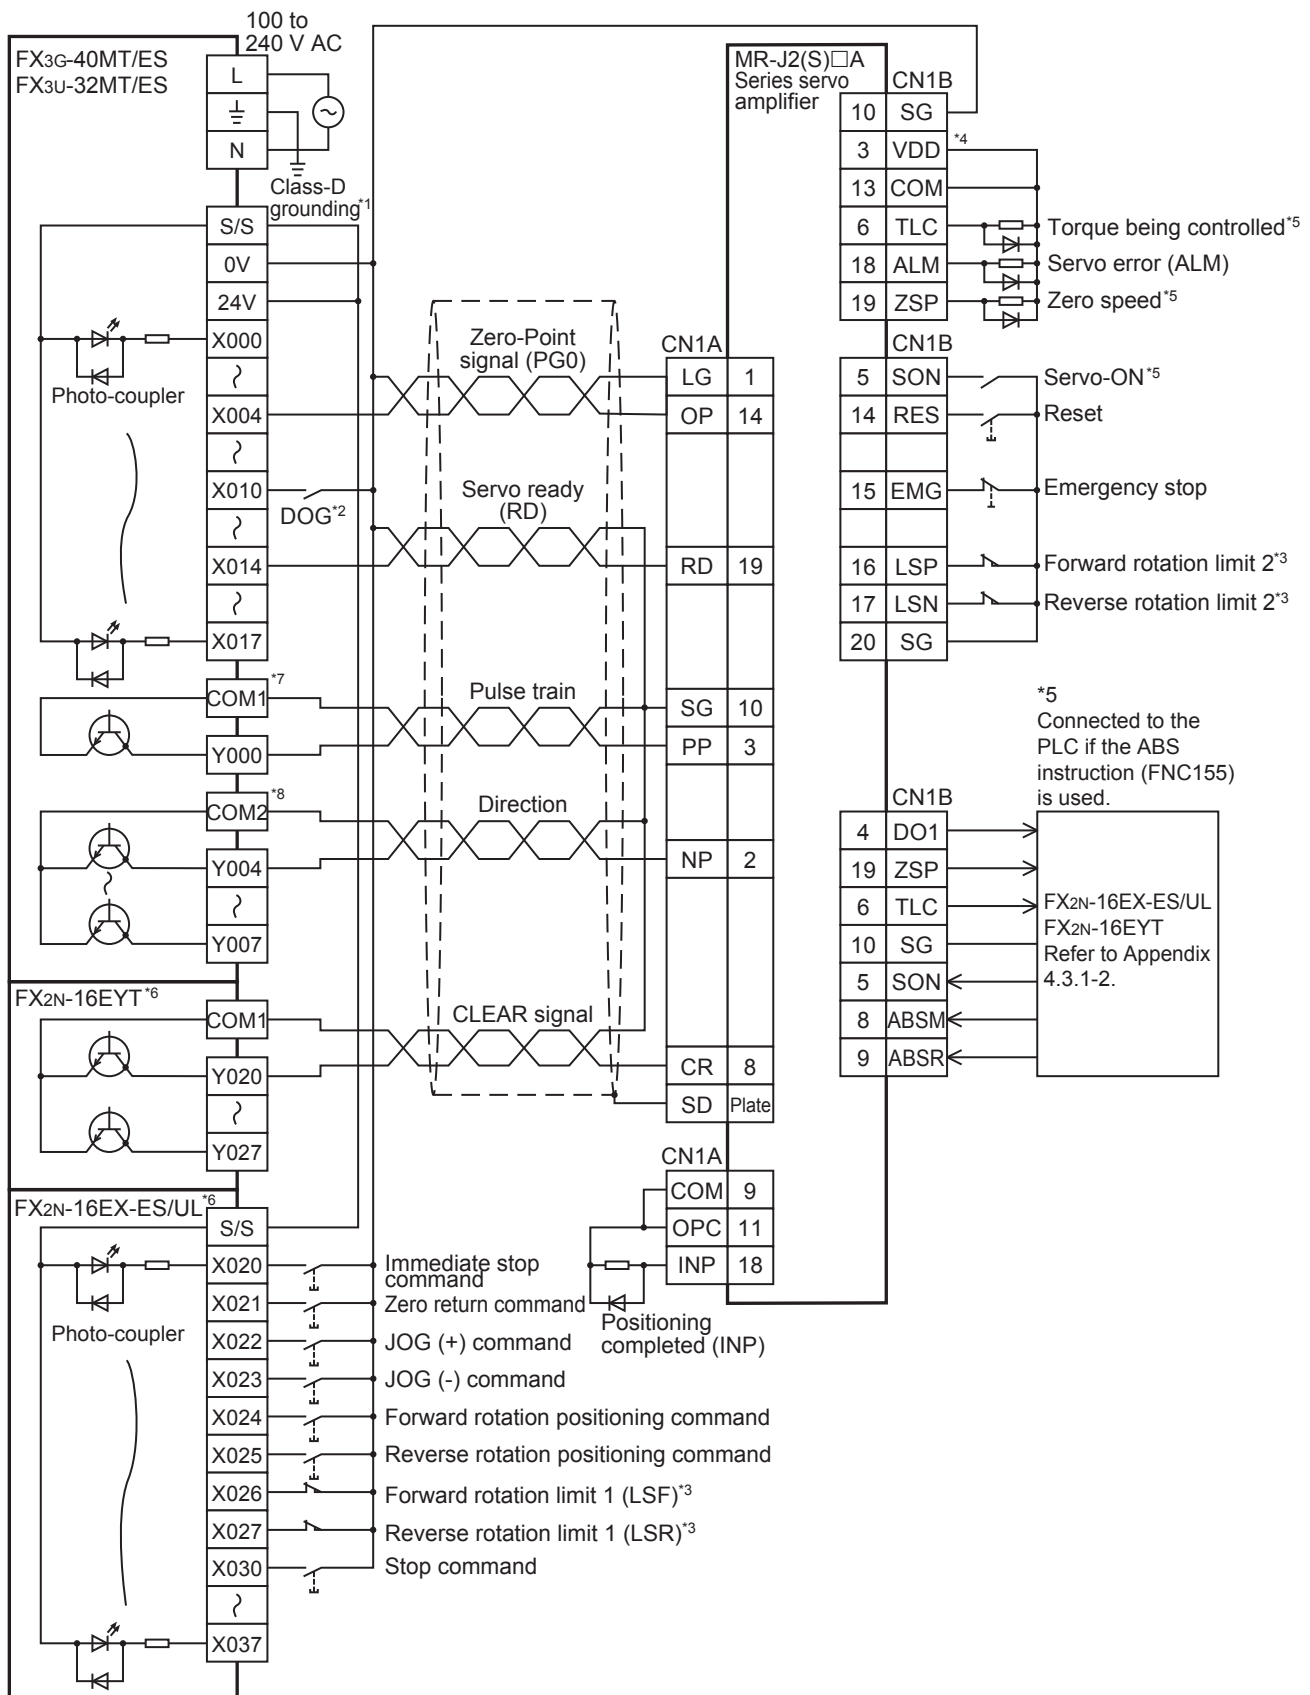 100 to
240 V AC
FX3G-40MT/ES
FX3U-32MT/ES
L
N
Class-D
grounding*1
S/S
0V
24V
X000
Photo-coupler
X004
X010
DOG*2
X014
X017
COM1
*7
Y000
COM2
*8
Y004
Y007
FX2N-16EYT*6
COM1
Y020
Y027
FX2N-16EX-ES/UL*6
S/S
X020
Immediate stop
command
X021
Zero return command
Photo-coupler
X022
JOG (+) command
X023
JOG (-) command
X024
Forward rotation positioning command
X025
Reverse rotation positioning command
X026
Forward rotation limit 1 (LSF)*3
X027
Reverse rotation limit 1 (LSR)*3
X030
Stop command
X037
Zero-Point
signal (PG0)
Servo ready
(RD)
Pulse train
Direction
CLEAR signal
CN1A
LG 1
OP 14
RD 19
SG 10
PP 3
NP 2
CR 8
SD Plate
CN1A
COM 9
OPC 11
INP 18
Positioning
completed (INP)
MR-J2(S)□A
Series servo
amplifier
CN1B
10 SG
3 VDD *4
13 COM
6 TLC Torque being controlled*5
18 ALM Servo error (ALM)
19 ZSP Zero speed*5
CN1B
5 SON Servo-ON*5
14 RES Reset
15 EMG Emergency stop
16 LSP Forward rotation limit 2*3
17 LSN Reverse rotation limit 2*3
20 SG
*5
Connected to the
PLC if the ABS
instruction (FNC155)
is used.
CN1B
4 DO1
19 ZSP
6 TLC
10 SG
5 SON
8 ABSM
9 ABSR
FX2N-16EX-ES/UL
FX2N-16EYT
Refer to Appendix
4.3.1-2.